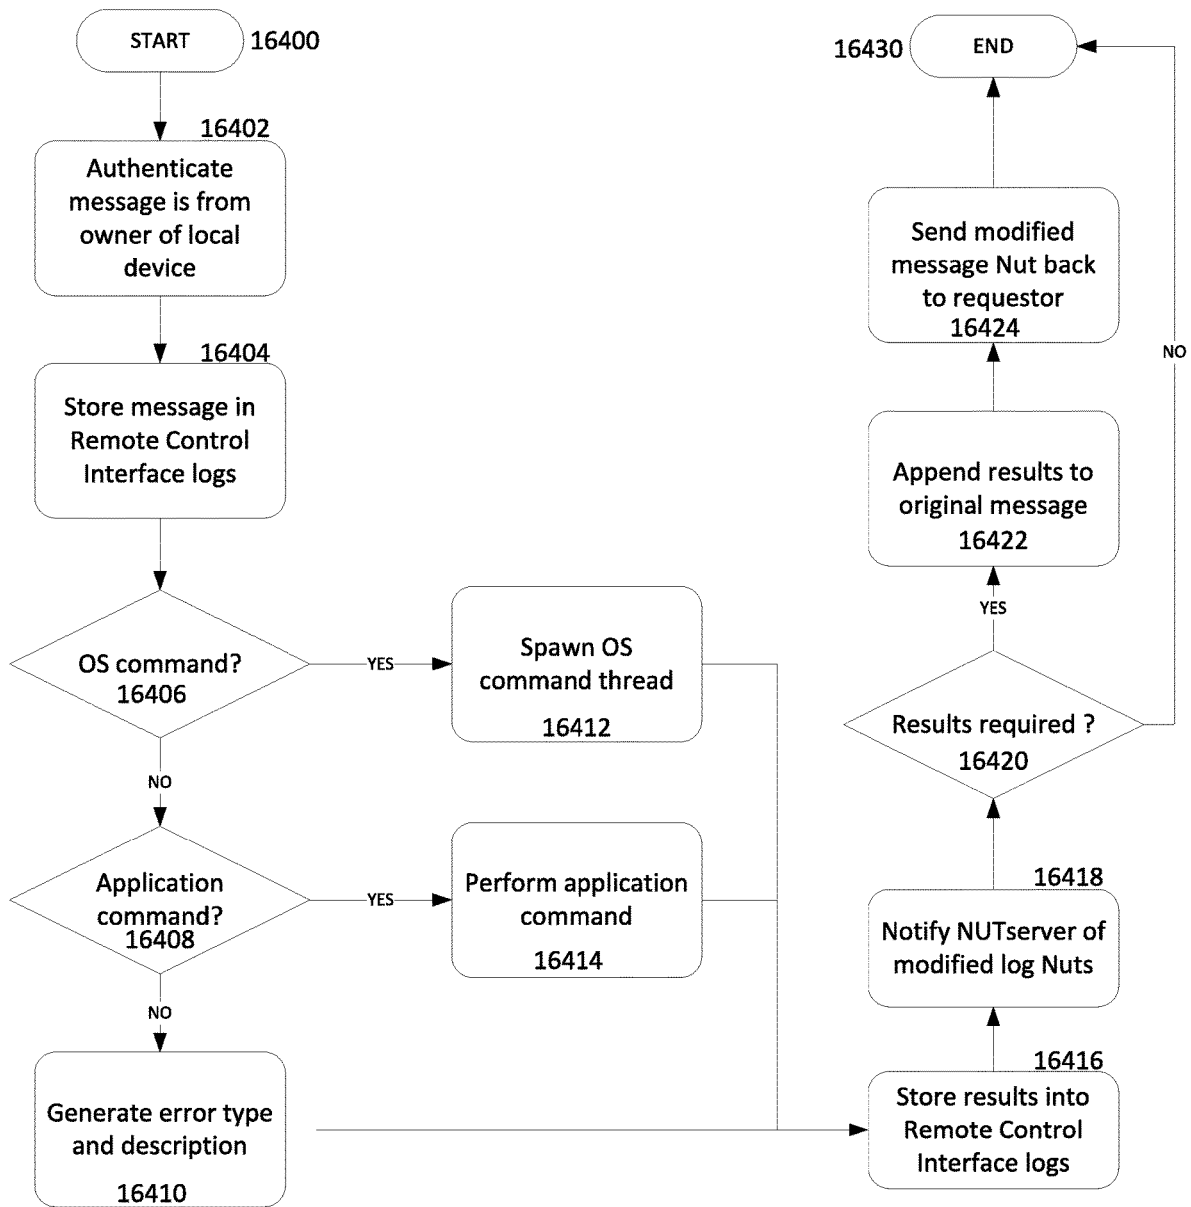 START
16400
16402
Authenticate
message is from
owner of local
device
16404
Store message in
Remote Control
Interface logs
OS command?
16406
YES
Spawn OS
command thread
16412
NO
Application
command?
16408
YES
Perform application
command
16414
NO
Generate error type
and description
16410
16416
Store results into
Remote Control
Interface logs
16418
Notify NUTserver of
modified log Nuts
Results required ?
16420
YES
NO
Append results to
original message
16422
Send modified
message Nut back
to requestor
16424
16430
END